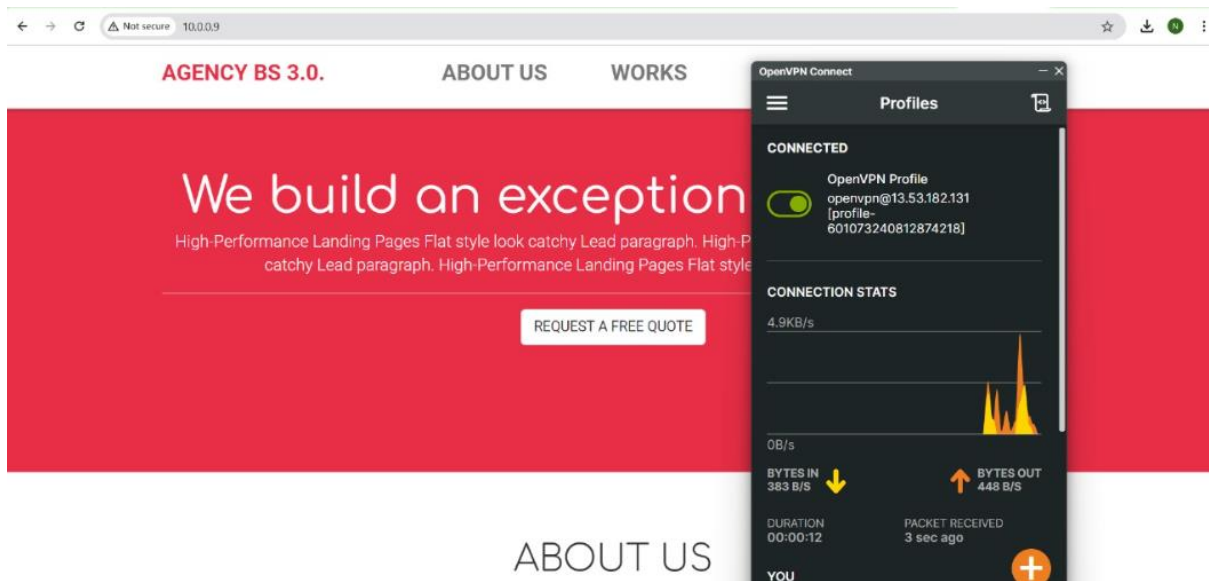 Not secure 10.0.0.9
N
AGENCY BS 3.0. ABOUT US WORKS
We build an exception
High-Performance Landing Pages Flat style look catchy Lead paragraph. High-P
catchy Lead paragraph. High-Performance Landing Pages Flat style
REQUEST A FREE QUOTE
ABOUT US
OpenVPN Connect
Profiles
CONNECTED
OpenVPN Profile
openvpn@13.53.182.131
[profile-
601073240812874218]
CONNECTION STATS
4.9KB/s
0B/s
BYTES IN
383 B/S
BYTES OUT
448 B/S
DURATION
00:00:12
PACKET RECEIVED
3 sec ago
YOU